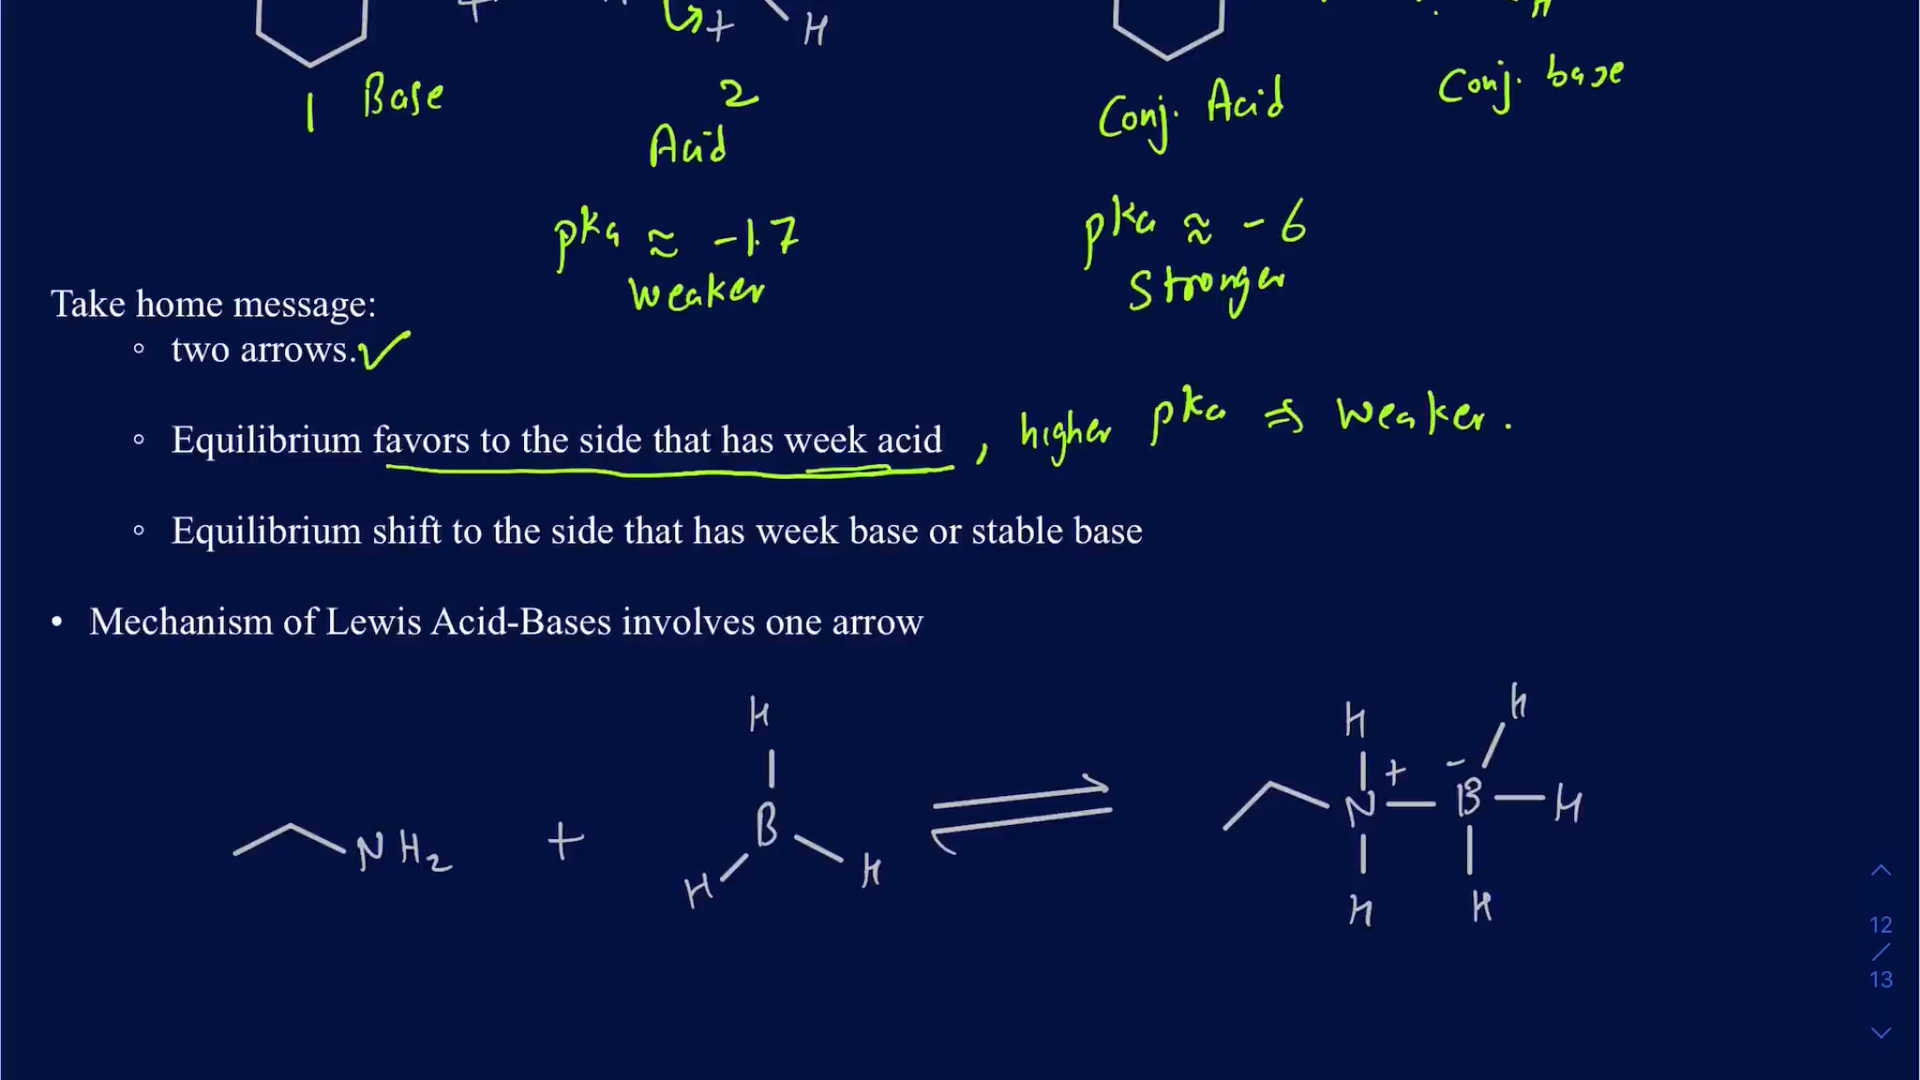 + H
1 Base
2
Acid
Conj. Acid
Conj. base
pka ≈ -1.7
Weaker
pka ≈ -6
Stronger
Take home message:
◦ two arrows.✓
◦ Equilibrium favors to the side that has week acid , higher pka ⇒ Weaker.
◦ Equilibrium shift to the side that has week base or stable base
• Mechanism of Lewis Acid-Bases involves one arrow
H
H H H
NH2 + B N + - B H
H H
H H
12
/
13